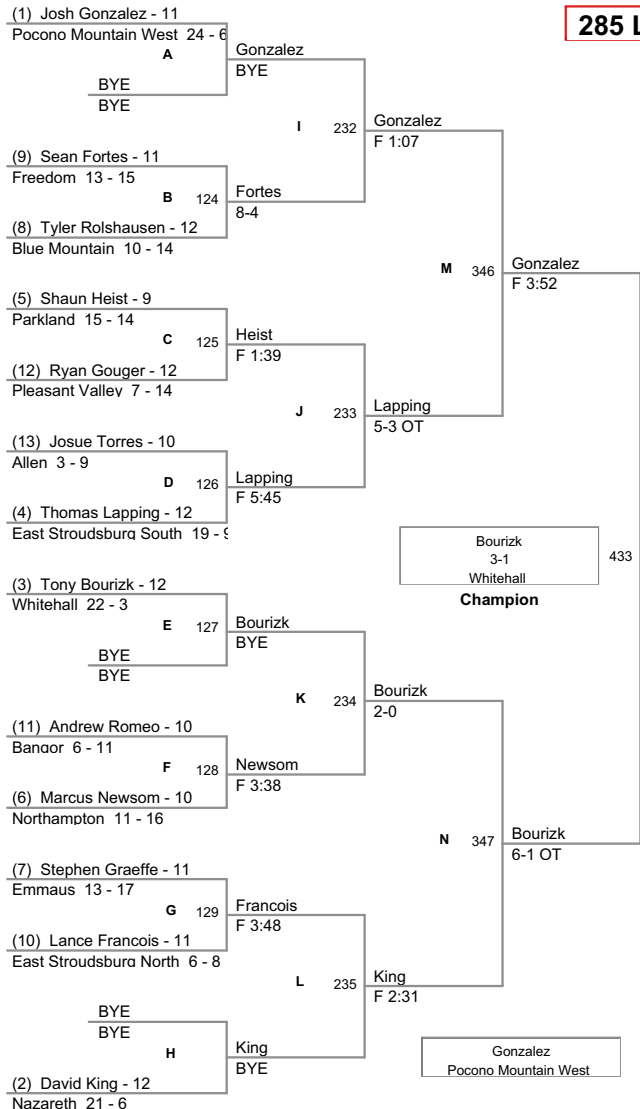 (1) Josh Gonzalez - 11
285 L
Pocono Mountain West 24 - 6
A
Gonzalez
BYE
BYE
BYE
I
232
Gonzalez
F 1:07
(9) Sean Fortes - 11
Freedom 13 - 15
B
124
Fortes
8-4
(8) Tyler Rolshausen - 12
Blue Mountain 10 - 14
M
346
Gonzalez
F 3:52
(5) Shaun Heist - 9
Parkland 15 - 14
C
125
Heist
F 1:39
(12) Ryan Gouger - 12
Pleasant Valley 7 - 14
J
233
Lapping
5-3 OT
(13) Josue Torres - 10
Allen 3 - 9
D
126
Lapping
F 5:45
(4) Thomas Lapping - 12
East Stroudsburg South 19 - 9
Bourizk
3-1
Whitehall
433
Champion
(3) Tony Bourizk - 12
Whitehall 22 - 3
E
127
Bourizk
BYE
BYE
BYE
K
234
Bourizk
2-0
(11) Andrew Romeo - 10
Bangor 6 - 11
F
128
Newsom
F 3:38
(6) Marcus Newsom - 10
Northampton 11 - 16
N
347
Bourizk
6-1 OT
(7) Stephen Graeffe - 11
Emmaus 13 - 17
G
129
Francois
F 3:48
(10) Lance Francois - 11
East Stroudsburg North 6 - 8
L
235
King
F 2:31
BYE
BYE
H
King
BYE
(2) David King - 12
Nazareth 21 - 6
Gonzalez
Pocono Mountain West